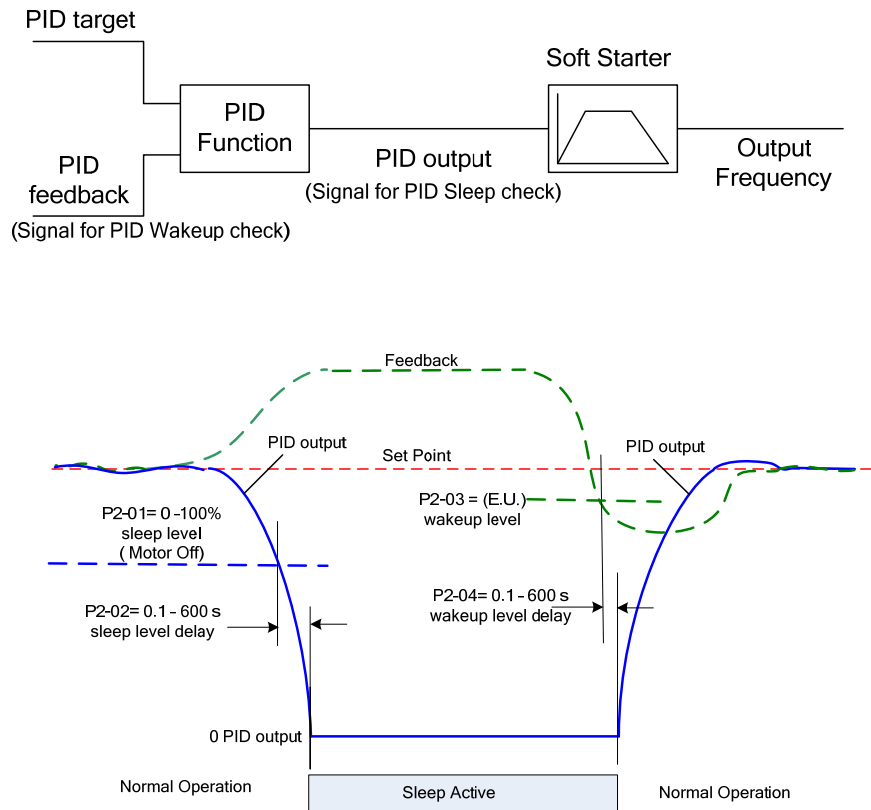 PID target
Soft Starter
PID
Function
PID
feedback
PID output
Output
Frequency
(Signal for PID Sleep check)
(Signal for PID Wakeup check)
Feedback
PID output
Set Point
PID output
P2-01= 0 -100%
sleep level
( Motor Off)
P2-03 = (E.U.)
wakeup level
P2-02= 0.1 - 600 s
sleep level delay
P2-04= 0.1 - 600 s
wakeup level delay
0 PID output
Normal Operation
Sleep Active
Normal Operation